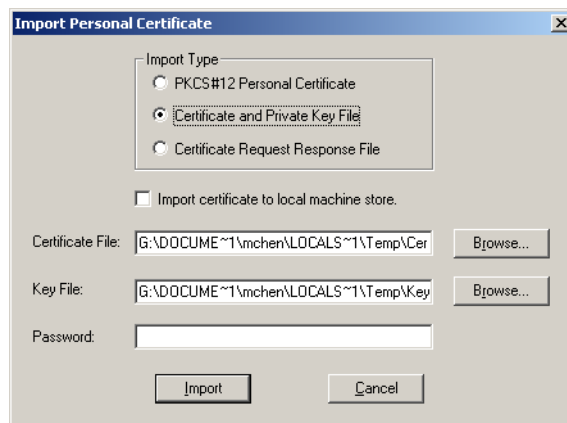 Import Personal Certificate
Import Type
PKCS#12 Personal Certificate
Certificate and Private Key File
Certificate Request Response File
Import certificate to local machine store.
Certificate File: G:\DOCUME~1\mchen\LOCALS~1\Temp\Cer Browse...
Key File: G:\DOCUME~1\mchen\LOCALS~1\Temp\Key Browse...
Password:
Import Cancel